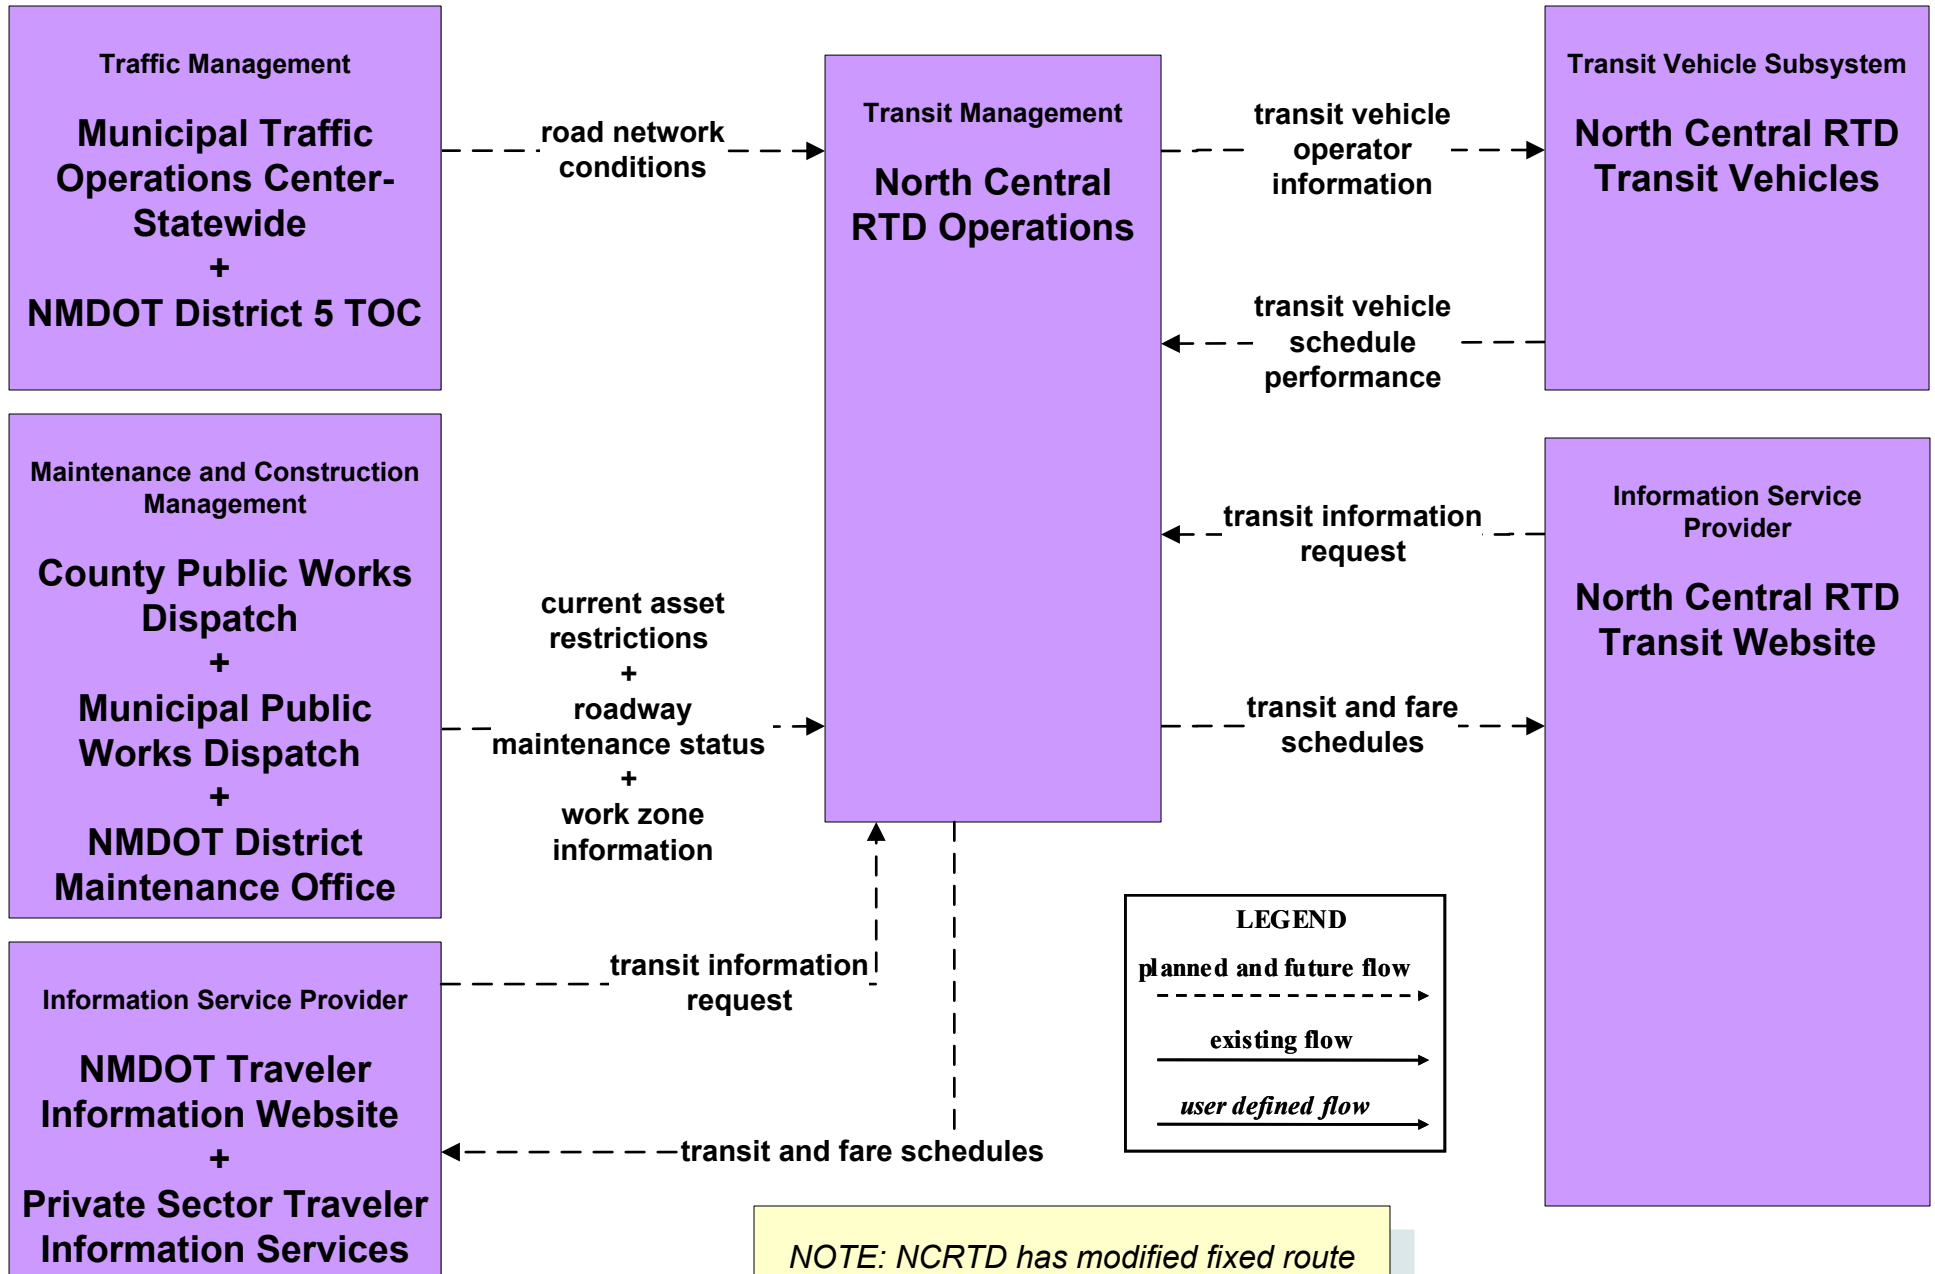 Traffic Management
Municipal Traffic
Operations Center-
Statewide
+
NMDOT District 5 TOC
road network
conditions
Transit Management
North Central
RTD Operations
transit vehicle
operator
information
transit vehicle
schedule
performance
Transit Vehicle Subsystem
North Central RTD
Transit Vehicles
Maintenance and Construction
Management
County Public Works
Dispatch
+
Municipal Public
Works Dispatch
+
NMDOT District
Maintenance Office
current asset
restrictions
+
roadway
maintenance status
+
work zone
information
transit information
request
transit and fare
schedules
Information Service
Provider
North Central RTD
Transit Website
Information Service Provider
NMDOT Traveler
Information Website
+
Private Sector Traveler
Information Services
transit information
request
transit and fare schedules
LEGEND
planned and future flow
existing flow
user defined flow
NOTE: NCRTD has modified fixed route